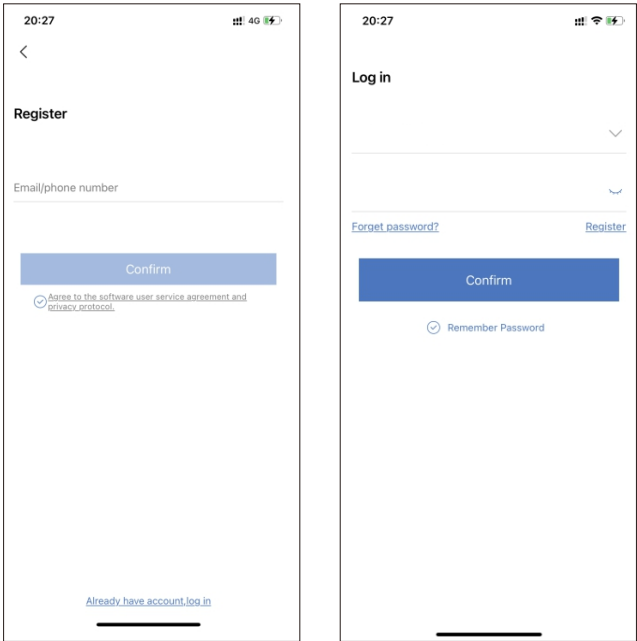 20:27
4G
Register
Email/phone number
Confirm
Agree to the software user service agreement and
privacy protocol.
Already have account,log in
20:27
Log in
Forget password?
Register
Confirm
Remember Password